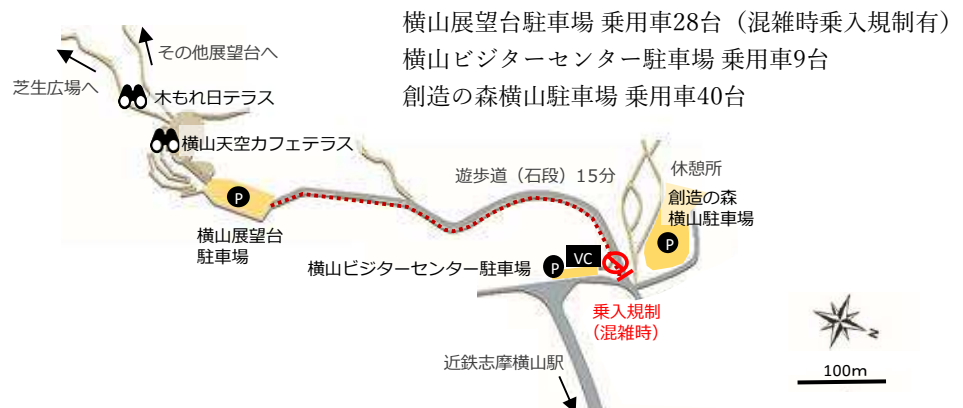 横山展望台駐車場 乗用車28台（混雑時乗入規制有）
横山ビジターセンター駐車場 乗用車9台
創造の森横山駐車場 乗用車40台
その他展望台へ
芝生広場へ
木もれ日テラス
横山天空カフェテラス
遊歩道（石段）15分
休憩所
創造の森
横山駐車場
P
P
横山展望台
駐車場
横山ビジターセンター駐車場
P
VC
乗入規制
（混雑時）
近鉄志摩横山駅
N
100m